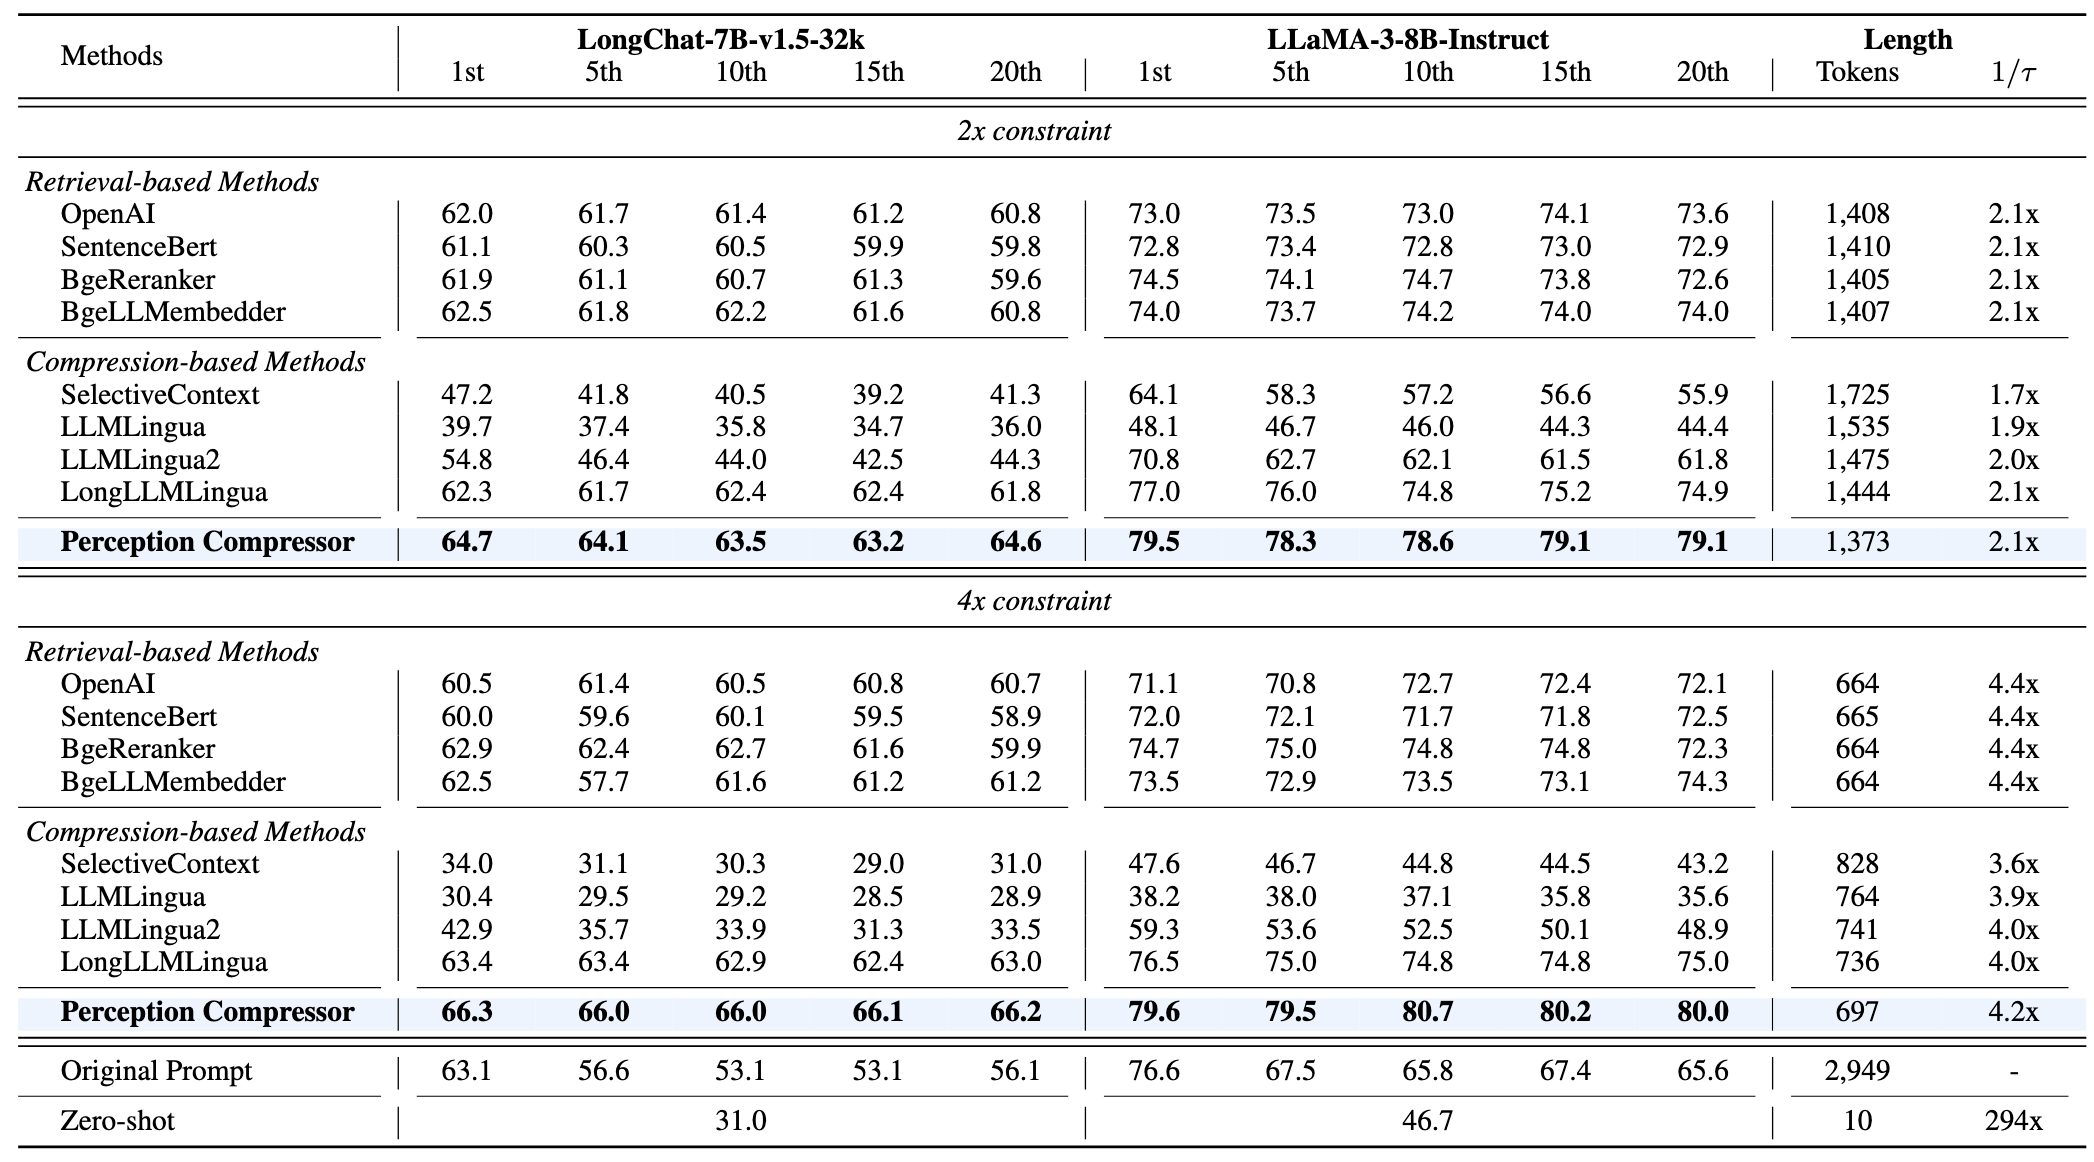 Methods LongChat-7B-v1.5-32k LLaMA-3-8B-Instruct Length
1st 5th 10th 15th 20th 1st 5th 10th 15th 20th Tokens 1/τ
2x constraint
Retrieval-based Methods
OpenAI 62.0 61.7 61.4 61.2 60.8 73.0 73.5 73.0 74.1 73.6 1,408 2.1x
SentenceBert 61.1 60.3 60.5 59.9 59.8 72.8 73.4 72.8 73.0 72.9 1,410 2.1x
BgeReranker 61.9 61.1 60.7 61.3 59.6 74.5 74.1 74.7 73.8 72.6 1,405 2.1x
BgeLLMembedder 62.5 61.8 62.2 61.6 60.8 74.0 73.7 74.2 74.0 74.0 1,407 2.1x
Compression-based Methods
SelectiveContext 47.2 41.8 40.5 39.2 41.3 64.1 58.3 57.2 56.6 55.9 1,725 1.7x
LLMLingua 39.7 37.4 35.8 34.7 36.0 48.1 46.7 46.0 44.3 44.4 1,535 1.9x
LLMLingua2 54.8 46.4 44.0 42.5 44.3 70.8 62.7 62.1 61.5 61.8 1,475 2.0x
LongLLMLingua 62.3 61.7 62.4 62.4 61.8 77.0 76.0 74.8 75.2 74.9 1,444 2.1x
Perception Compressor 64.7 64.1 63.5 63.2 64.6 79.5 78.3 78.6 79.1 79.1 1,373 2.1x
4x constraint
Retrieval-based Methods
OpenAI 60.5 61.4 60.5 60.8 60.7 71.1 70.8 72.7 72.4 72.1 664 4.4x
SentenceBert 60.0 59.6 60.1 59.5 58.9 72.0 72.1 71.7 71.8 72.5 665 4.4x
BgeReranker 62.9 62.4 62.7 61.6 59.9 74.7 75.0 74.8 74.8 72.3 664 4.4x
BgeLLMembedder 62.5 57.7 61.6 61.2 61.2 73.5 72.9 73.5 73.1 74.3 664 4.4x
Compression-based Methods
SelectiveContext 34.0 31.1 30.3 29.0 31.0 47.6 46.7 44.8 44.5 43.2 828 3.6x
LLMLingua 30.4 29.5 29.2 28.5 28.9 38.2 38.0 37.1 35.8 35.6 764 3.9x
LLMLingua2 42.9 35.7 33.9 31.3 33.5 59.3 53.6 52.5 50.1 48.9 741 4.0x
LongLLMLingua 63.4 63.4 62.9 62.4 63.0 76.5 75.0 74.8 74.8 75.0 736 4.0x
Perception Compressor 66.3 66.0 66.0 66.1 66.2 79.6 79.5 80.7 80.2 80.0 697 4.2x
Original Prompt 63.1 56.6 53.1 53.1 56.1 76.6 67.5 65.8 67.4 65.6 2,949 -
Zero-shot 31.0 46.7 10 294x